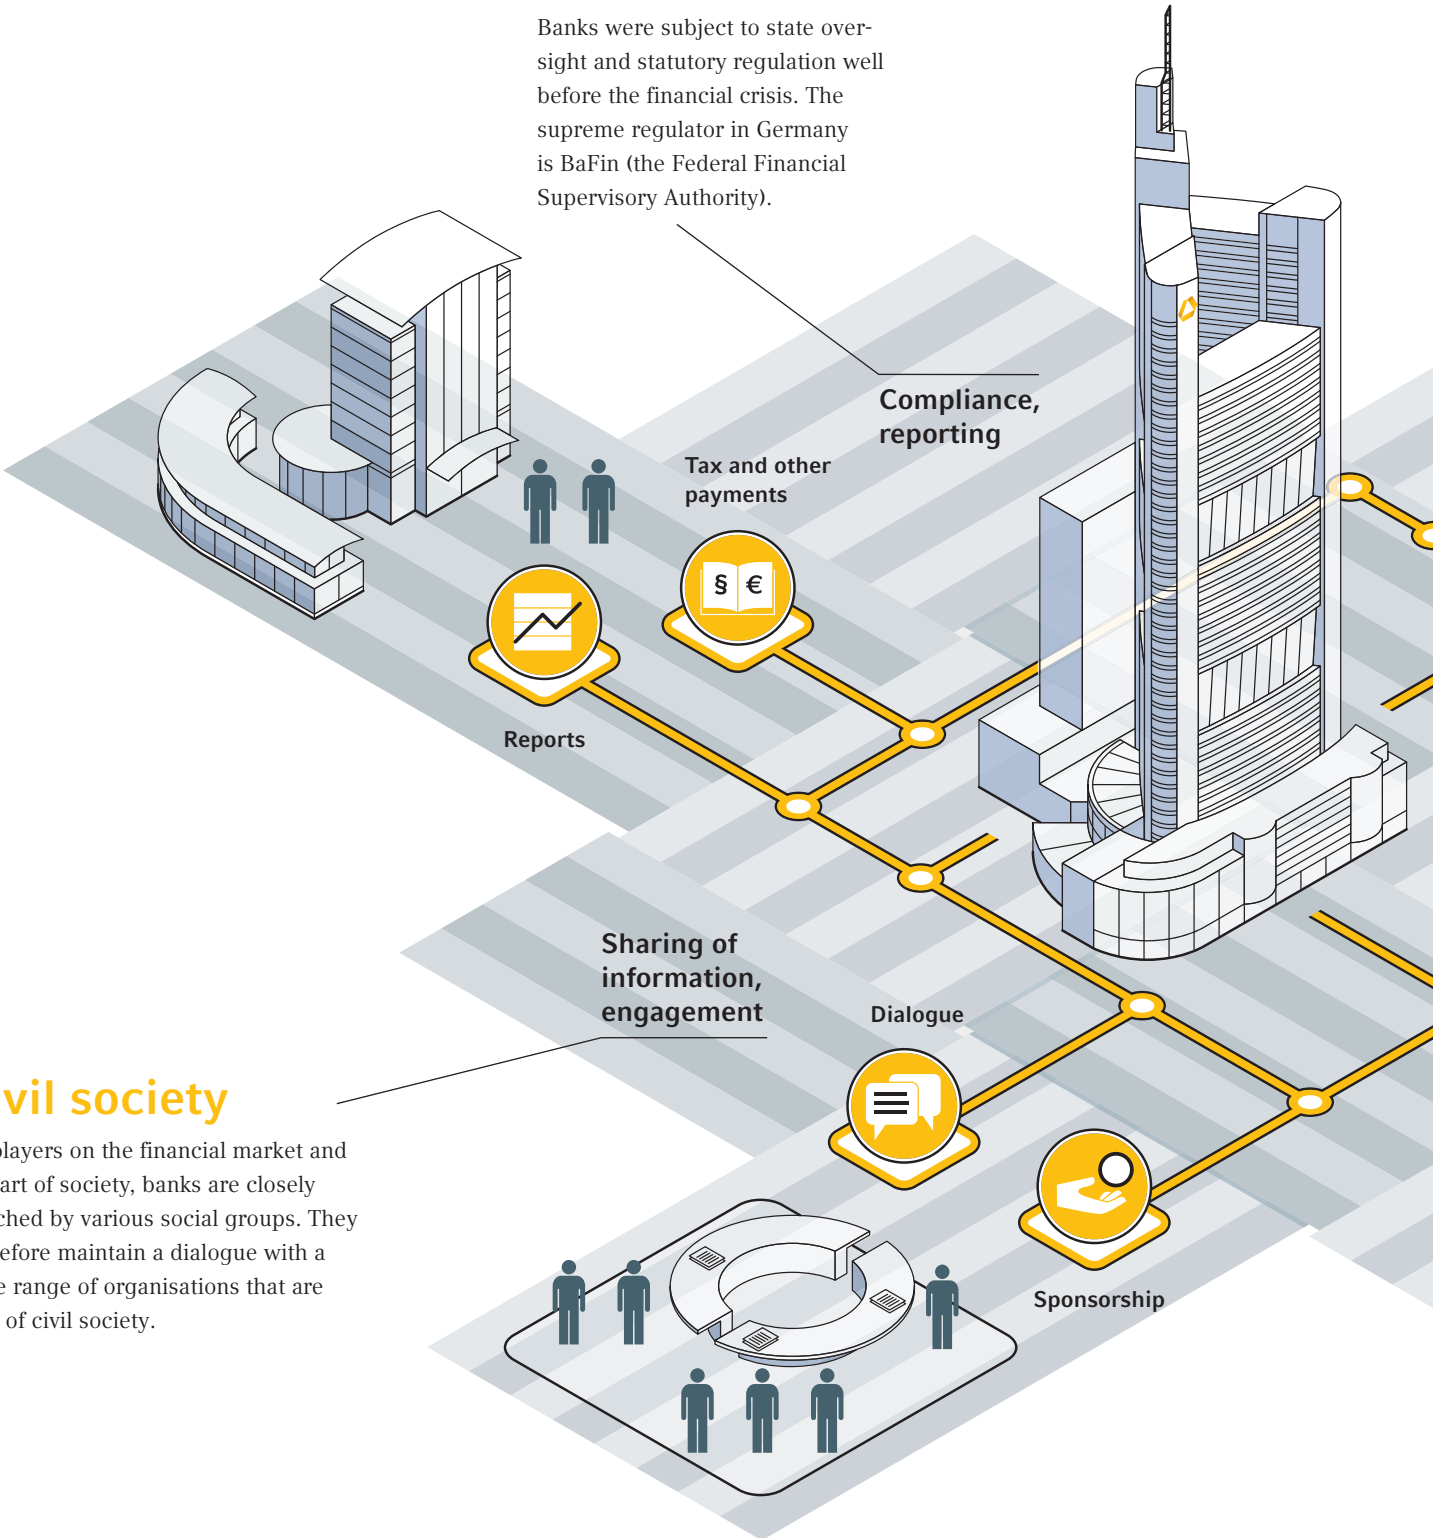 Banks were subject to state over-
sight and statutory regulation well
before the financial crisis. The
supreme regulator in Germany
is BaFin (the Federal Financial
Supervisory Authority).
Compliance,
reporting
Tax and other
payments
§ €
Reports
Sharing of
information,
engagement
Dialogue
vil society
players on the financial market and
art of society, banks are closely
ched by various social groups. They
efore maintain a dialogue with a
e range of organisations that are
of civil society.
Sponsorship